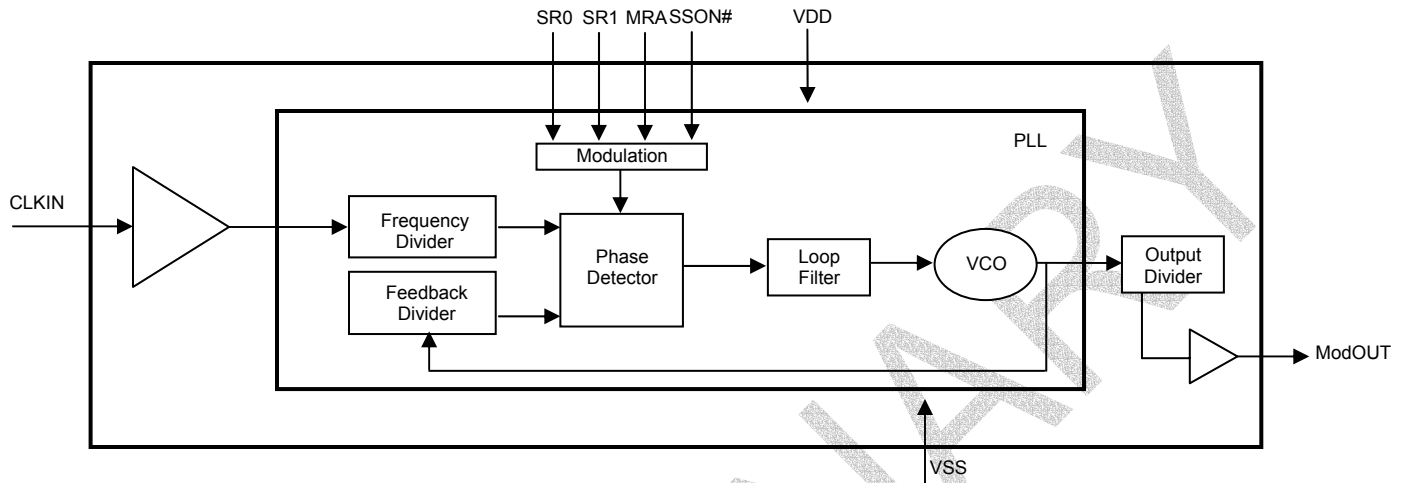 SR0 SR1 MRA SSON# VDD
PLL
Modulation
CLKIN
Frequency
Divider
Phase
Detector
Loop
Filter
VCO
Output
Divider
Feedback
Divider
ModOUT
VSS